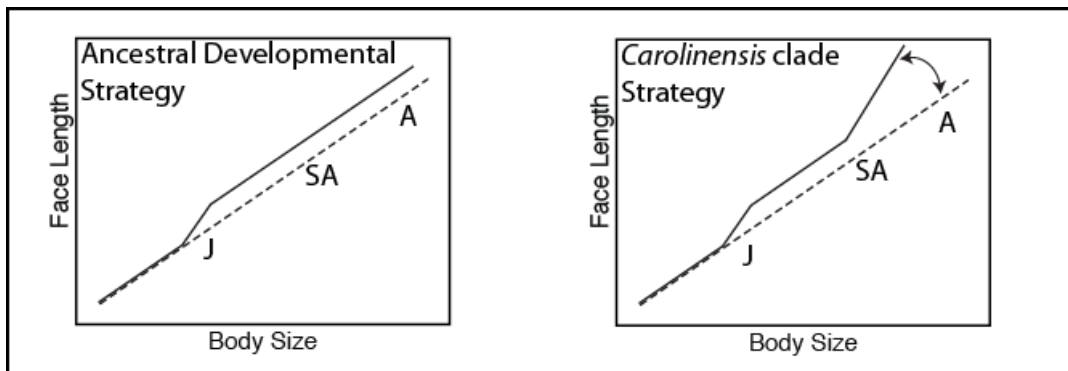 Ancestral Developmental
Strategy
Face Length
A
SA
J
Body Size
Carolinensis clade
Strategy
Face Length
A
SA
J
Body Size